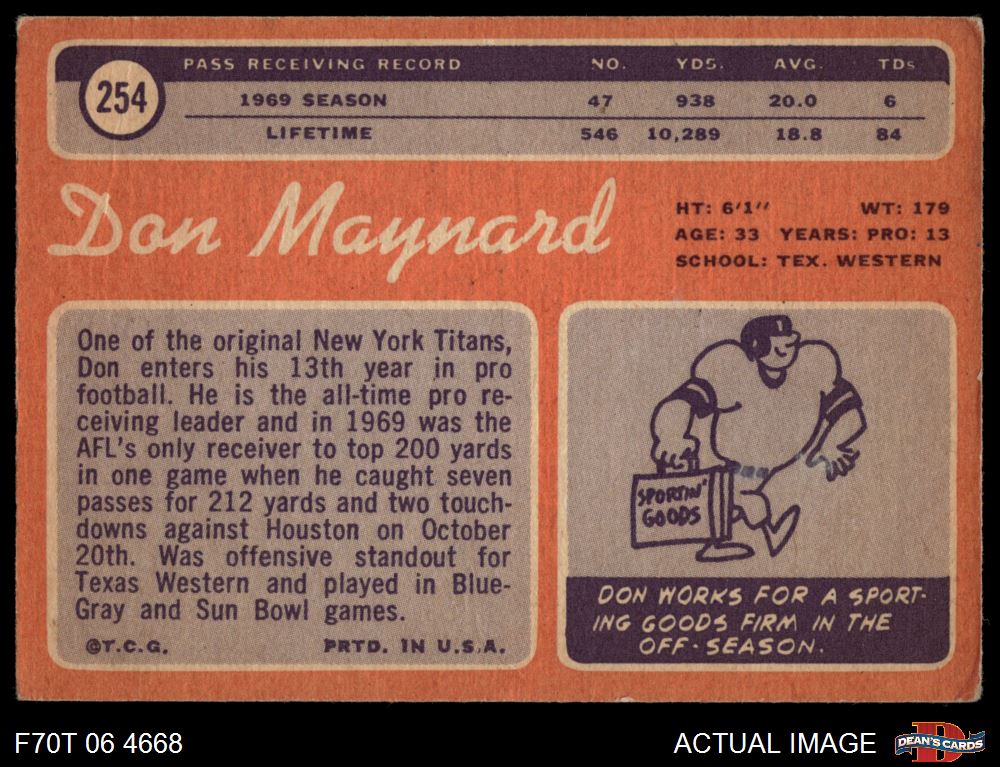 254
PASS RECEIVING RECORD NO. YDS. AVG. TDs
1969 SEASON 47 938 20.0 6
LIFETIME 546 10,289 18.8 84
Don Maynard
HT: 6'1'' WT: 179
AGE: 33 YEARS: PRO: 13
SCHOOL: TEX. WESTERN
One of the original New York Titans,
Don enters his 13th year in pro
football. He is the all-time pro re-
ceiving leader and in 1969 was the
AFL's only receiver to top 200 yards
in one game when he caught seven
passes for 212 yards and two touch-
downs against Houston on October
20th. Was offensive standout for
Texas Western and played in Blue-
Gray and Sun Bowl games.
©T.C.G. PRTD. IN U.S.A.
SPORTIN'
GOODS
DON WORKS FOR A SPORT-
ING GOODS FIRM IN THE
OFF-SEASON.
F70T 06 4668
ACTUAL IMAGE
D
DEAN'S CARDS